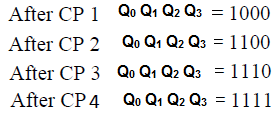 After CP 1 Q₀ Q₁ Q₂ Q₃ = 1000
After CP 2 Q₀ Q₁ Q₂ Q₃ = 1100
After CP 3 Q₀ Q₁ Q₂ Q₃ = 1110
After CP 4 Q₀ Q₁ Q₂ Q₃ = 1111